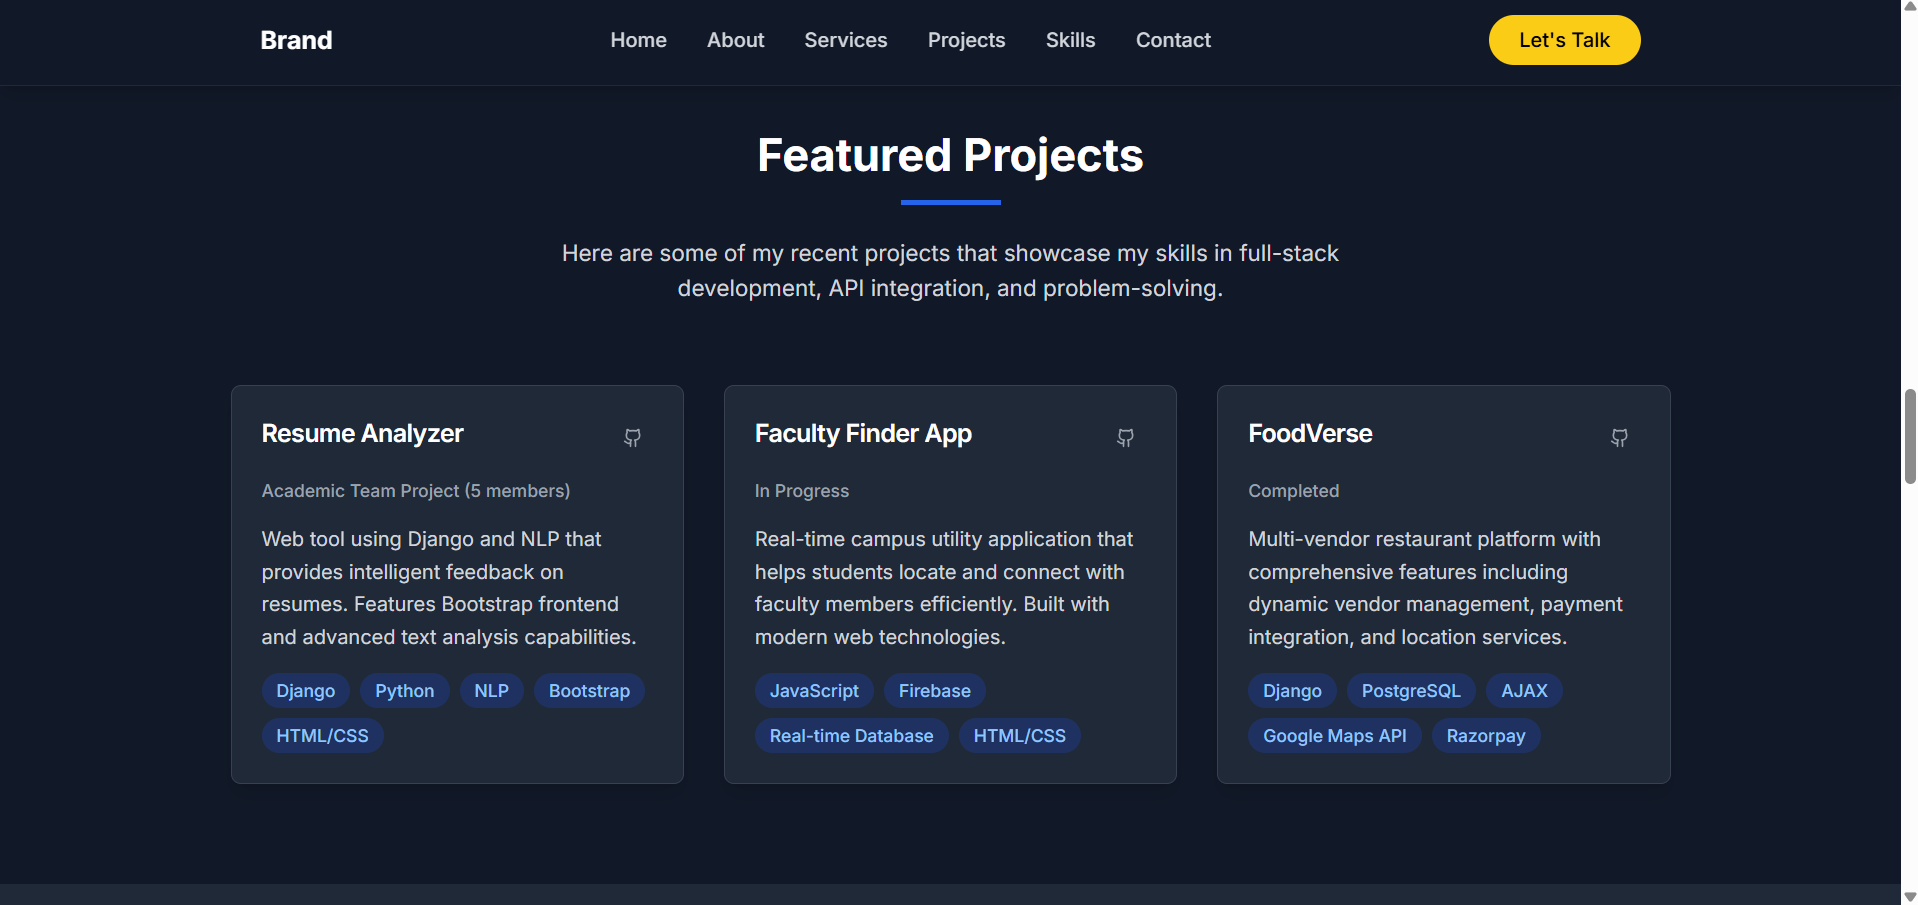 Brand
Home
About
Services
Projects
Skills
Contact
Let's Talk
Featured Projects
Here are some of my recent projects that showcase my skills in full-stack
development, API integration, and problem-solving.
Resume Analyzer
Academic Team Project (5 members)
Web tool using Django and NLP that
provides intelligent feedback on
resumes. Features Bootstrap frontend
and advanced text analysis capabilities.
Django
Python
NLP
Bootstrap
HTML/CSS
Faculty Finder App
In Progress
Real-time campus utility application that
helps students locate and connect with
faculty members efficiently. Built with
modern web technologies.
JavaScript
Firebase
Real-time Database
HTML/CSS
FoodVerse
Completed
Multi-vendor restaurant platform with
comprehensive features including
dynamic vendor management, payment
integration, and location services.
Django
PostgreSQL
AJAX
Google Maps API
Razorpay